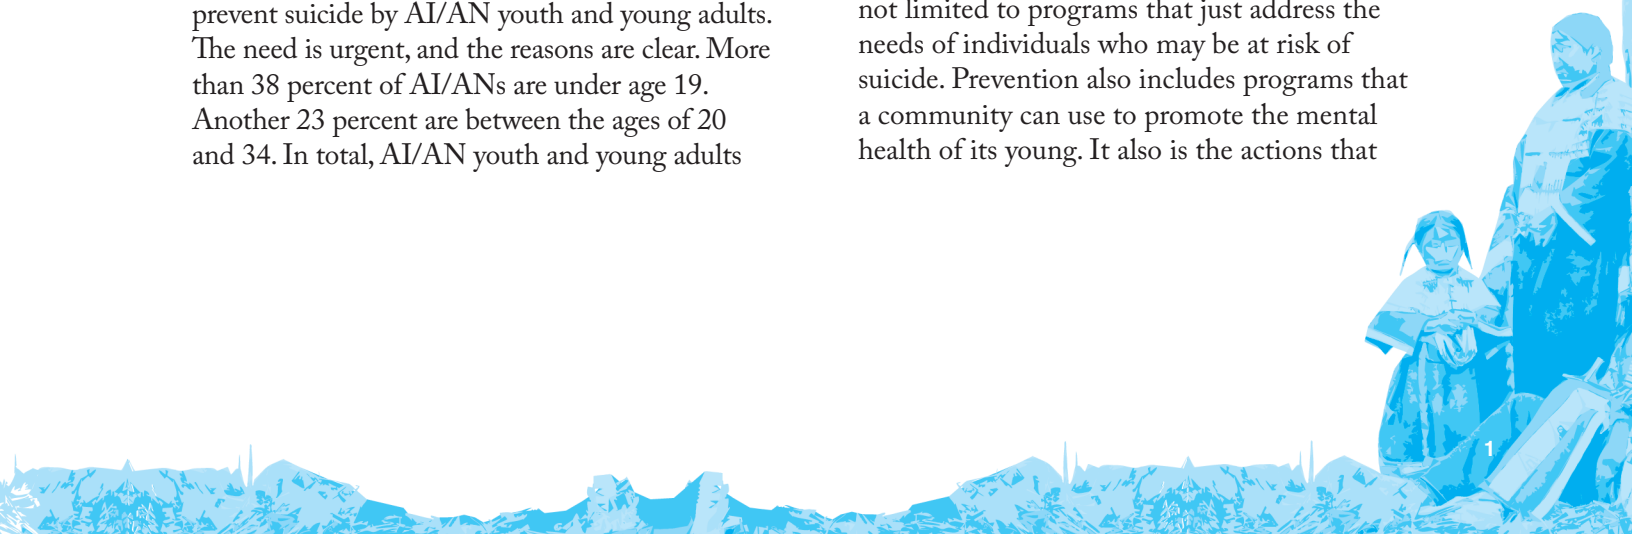 prevent suicide by AI/AN youth and young adults.
The need is urgent, and the reasons are clear. More
than 38 percent of AI/ANs are under age 19.
Another 23 percent are between the ages of 20
and 34. In total, AI/AN youth and young adults
not limited to programs that just address the
needs of individuals who may be at risk of
suicide. Prevention also includes programs that
a community can use to promote the mental
health of its young. It also is the actions that
1